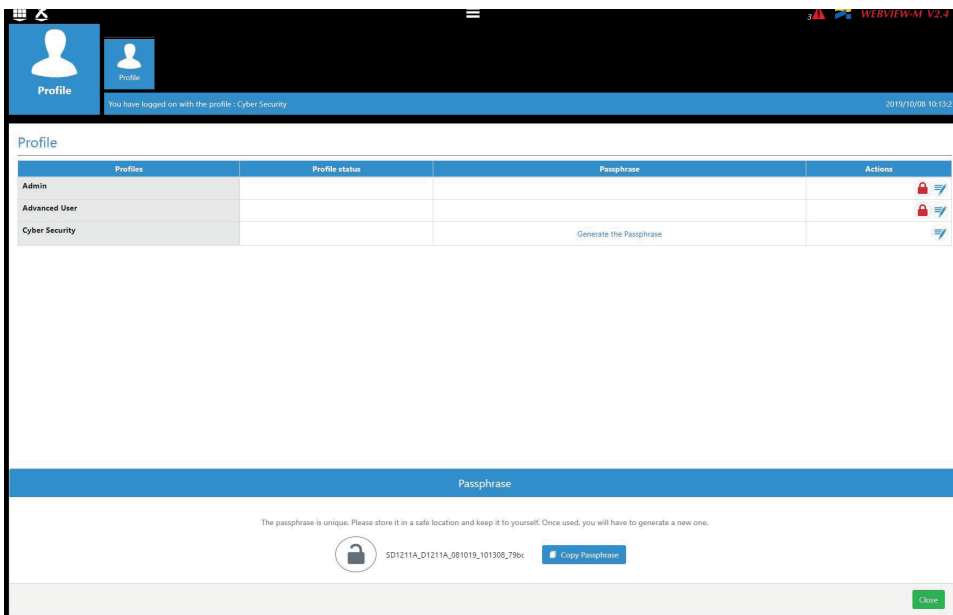 3 WEBVIEW-M V2.4
Profile
Profile
You have logged on with the profile : Cyber Security 2019/10/08 10:13:2
Profile
Profiles Profile status Passphrase Actions
Admin
Advanced User
Cyber Security Generate the Passphrase
Passphrase
The passphrase is unique. Please store it in a safe location and keep it to yourself. Once used, you will have to generate a new one.
SD1211A_D1211A_081019_101308_79bc Copy Passphrase
Close